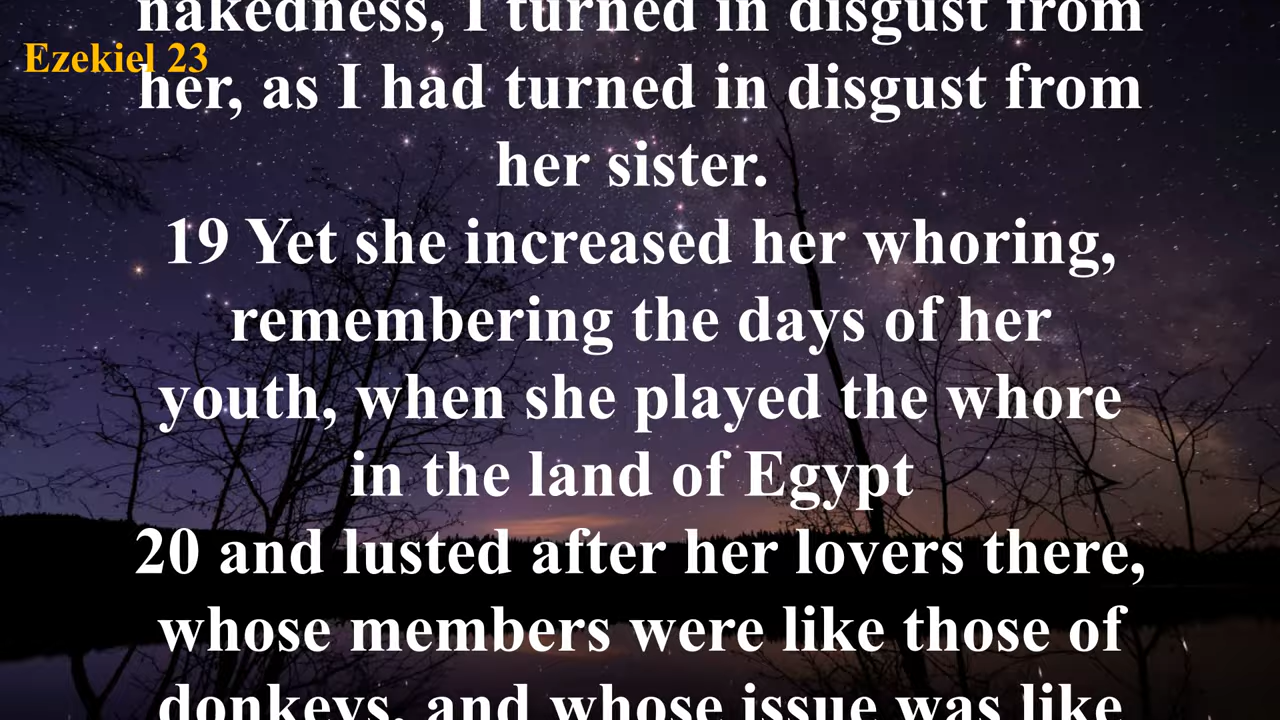 nakedness, I turned in disgust from
Ezekiel 23
her, as I had turned in disgust from
her sister.
19 Yet she increased her whoring,
remembering the days of her
youth, when she played the whore
in the land of Egypt
20 and lusted after her lovers there,
whose members were like those of
donkeys, and whose issue was like